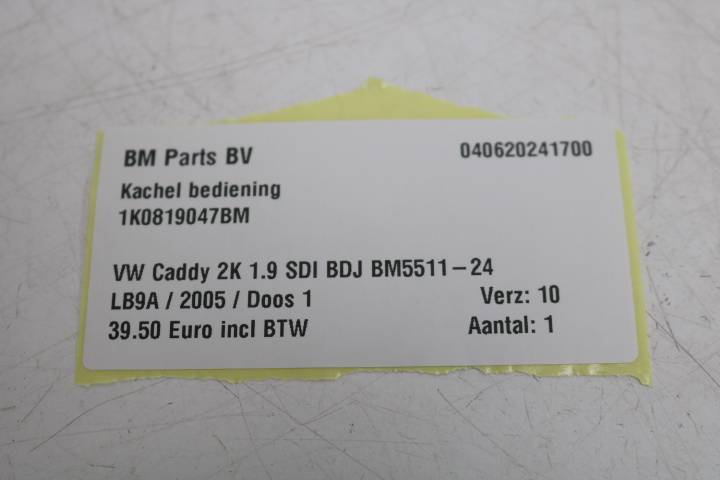 BM Parts BV 040620241700
Kachel bediening
1K0819047BM
VW Caddy 2K 1.9 SDI BDJ BM5511-24
LB9A / 2005 / Doos 1 Verz: 10
39.50 Euro incl BTW Aantal: 1